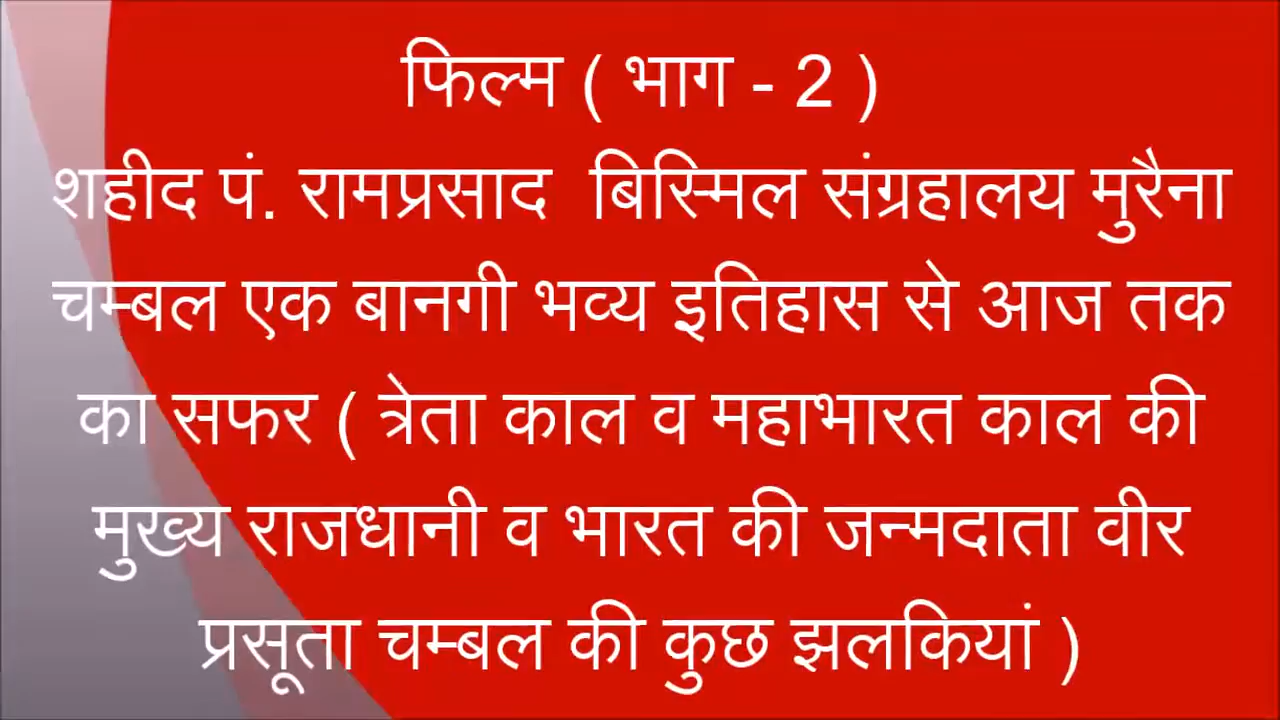 फिल्म ( भाग - 2 )
शहीद पं. रामप्रसाद बिस्मिल संग्रहालय मुरैना
चम्बल एक बानगी भव्य इतिहास से आज तक
का सफर ( त्रेता काल व महाभारत काल की
मुख्य राजधानी व भारत की जन्मदाता वीर
प्रसूता चम्बल की कुछ झलकियां )